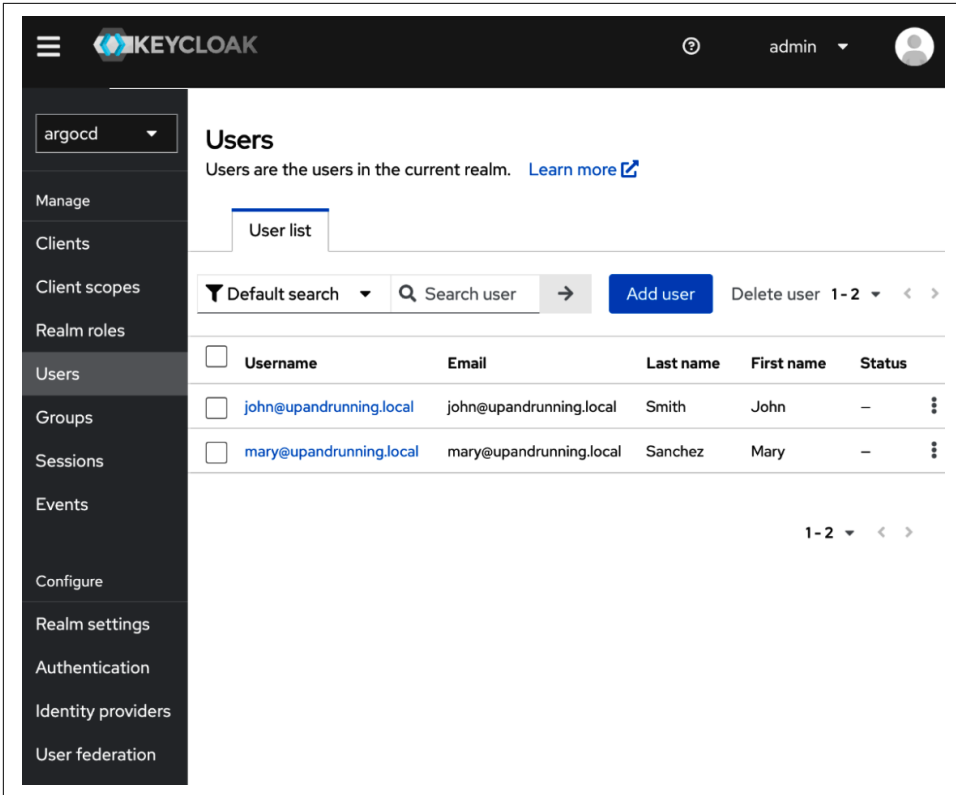 KEYCLOAK
admin
argocd
Manage
Clients
Client scopes
Realm roles
Users
Groups
Sessions
Events
Configure
Realm settings
Authentication
Identity providers
User federation
Users
Users are the users in the current realm. Learn more
User list
Default search Search user Add user Delete user 1 - 2
Username Email Last name First name Status
john@upandrunning.local john@upandrunning.local Smith John –
mary@upandrunning.local mary@upandrunning.local Sanchez Mary –
1 - 2